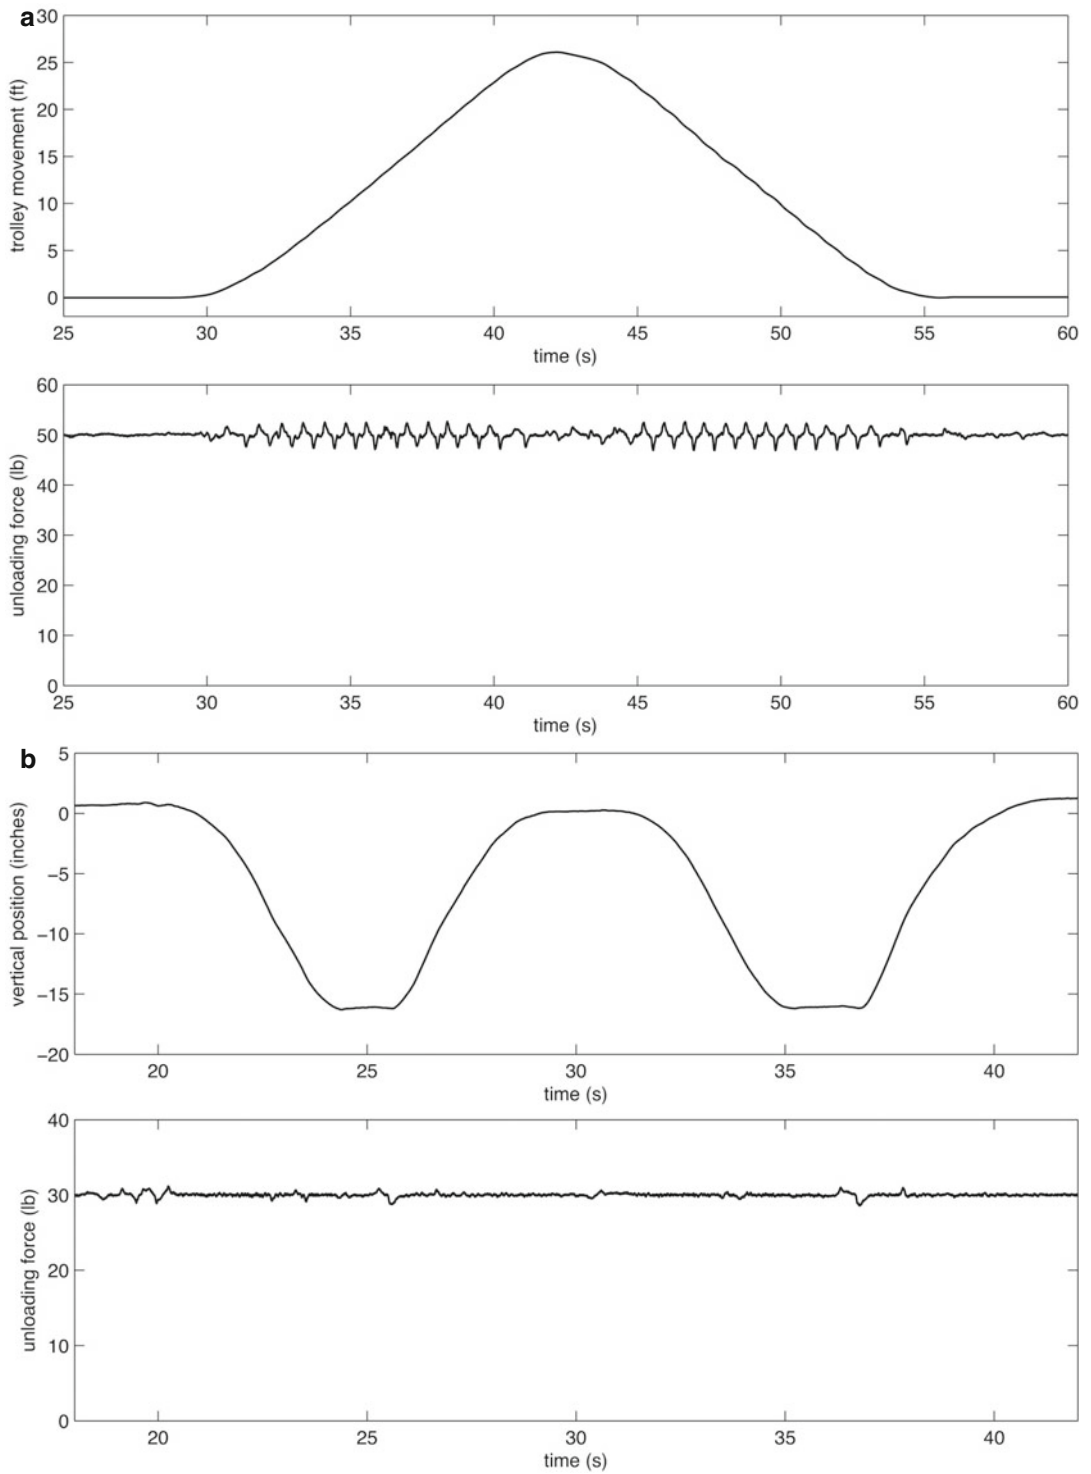 a
30
25
20
15
10
5
0
trolley movement (ft)
25 30 35 40 45 50 55 60
time (s)
60
50
40
30
20
10
0
unloading force (lb)
25 30 35 40 45 50 55 60
time (s)
b
5
0
−5
−10
−15
−20
vertical position (inches)
20 25 30 35 40
time (s)
40
30
20
10
0
unloading force (lb)
20 25 30 35 40
time (s)